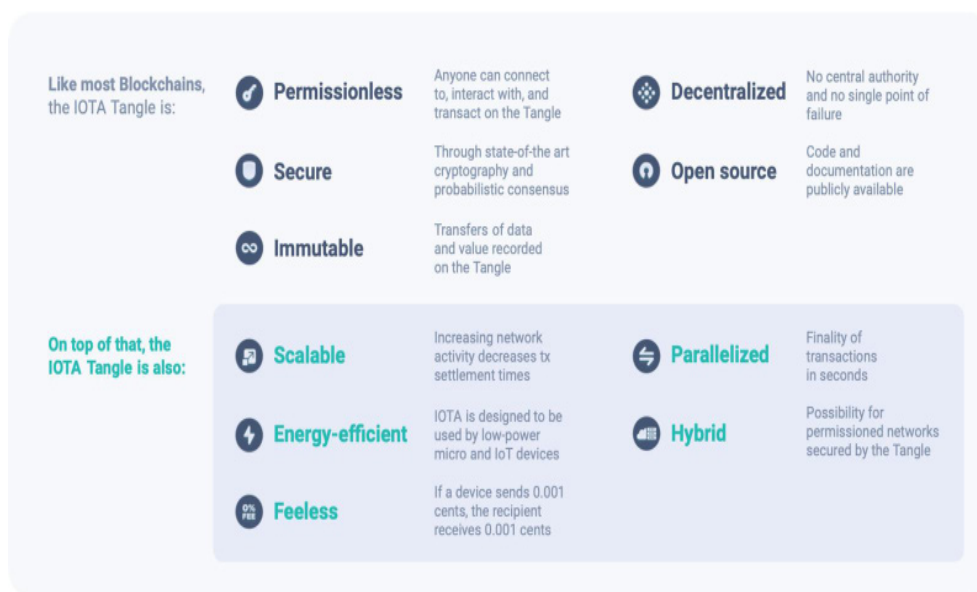 Like most Blockchains,
the IOTA Tangle is:
Permissionless
Anyone can connect
to, interact with, and
transact on the Tangle
Decentralized
No central authority
and no single point of
failure
Secure
Through state-of-the art
cryptography and
probabilistic consensus
Open source
Code and
documentation are
publicly available
Immutable
Transfers of data
and value recorded
on the Tangle
On top of that, the
IOTA Tangle is also:
Scalable
Increasing network
activity decreases tx
settlement times
Parallelized
Finality of
transactions
in seconds
Energy-efficient
IOTA is designed to be
used by low-power
micro and IoT devices
Hybrid
Possibility for
permissioned networks
secured by the Tangle
0%
FEE
Feeless
If a device sends 0.001
cents, the recipient
receives 0.001 cents